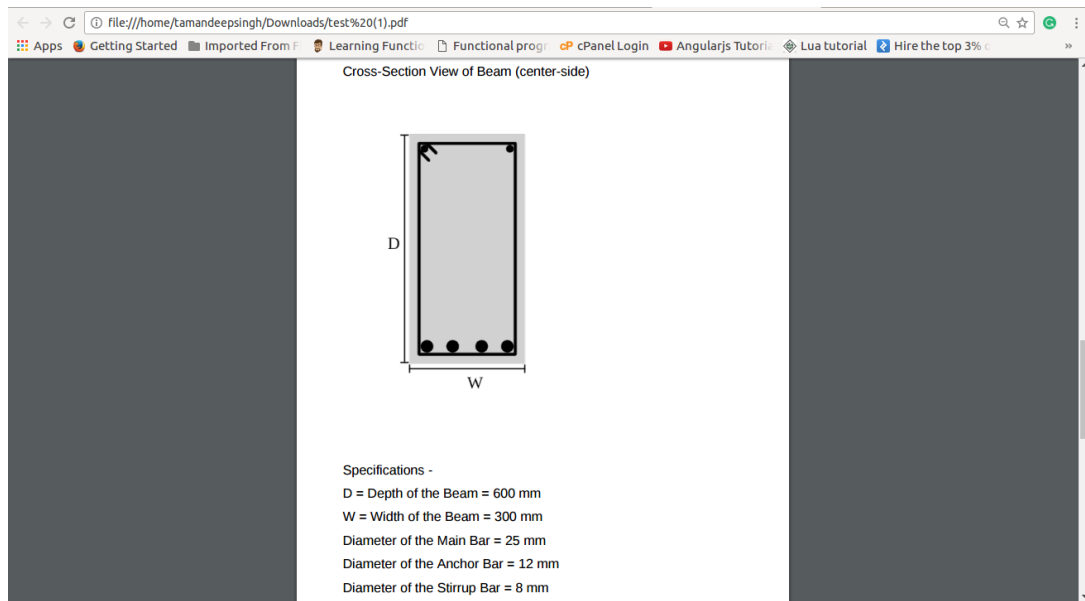 file:///home/tamandeepsingh/Downloads/test%20(1).pdf
Apps Getting Started Imported From F Learning Functio Functional progr cPanel Login Angularjs Tutoria Lua tutorial Hire the top 3% »
Cross-Section View of Beam (center-side)
D
W
Specifications -
D = Depth of the Beam = 600 mm
W = Width of the Beam = 300 mm
Diameter of the Main Bar = 25 mm
Diameter of the Anchor Bar = 12 mm
Diameter of the Stirrup Bar = 8 mm